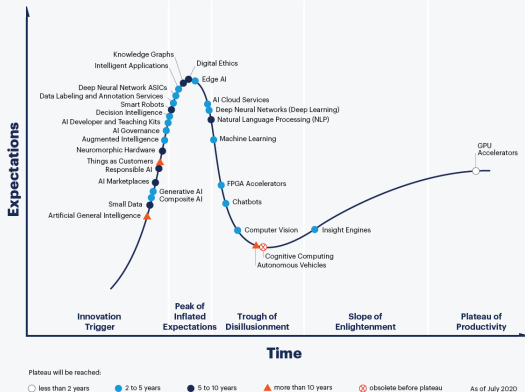 Knowledge Graphs
Intelligent Applications
Digital Ethics
Edge AI
Deep Neural Network ASICs
Data Labeling and Annotation Services
Smart Robots
Decision Intelligence
AI Developer and Teaching Kits
AI Governance
Augmented Intelligence
Neuromorphic Hardware
Things as Customers
Responsible AI
AI Marketplaces
Generative AI
Composite AI
Small Data
Artificial General Intelligence
AI Cloud Services
Deep Neural Networks (Deep Learning)
Natural Language Processing (NLP)
Machine Learning
FPGA Accelerators
Chatbots
Computer Vision
Cognitive Computing
Autonomous Vehicles
Insight Engines
GPU
Accelerators
Expectations
Innovation
Trigger
Peak of
Inflated
Expectations
Trough of
Disillusionment
Slope of
Enlightenment
Plateau of
Productivity
Time
Plateau will be reached:
less than 2 years
2 to 5 years
5 to 10 years
more than 10 years
obsolete before plateau
As of July 2020